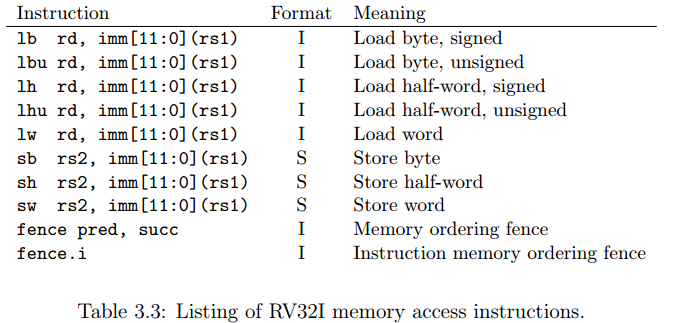 Instruction Format Meaning
lb rd, imm[11:0](rs1) I Load byte, signed
lbu rd, imm[11:0](rs1) I Load byte, unsigned
lh rd, imm[11:0](rs1) I Load half-word, signed
lhu rd, imm[11:0](rs1) I Load half-word, unsigned
lw rd, imm[11:0](rs1) I Load word
sb rs2, imm[11:0](rs1) S Store byte
sh rs2, imm[11:0](rs1) S Store half-word
sw rs2, imm[11:0](rs1) S Store word
fence pred, succ I Memory ordering fence
fence.i I Instruction memory ordering fence
Table 3.3: Listing of RV32I memory access instructions.